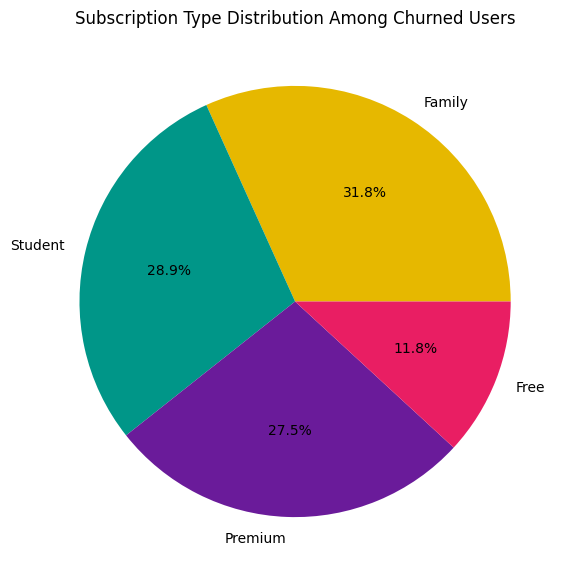 Subscription Type Distribution Among Churned Users
Family
31.8%
Student
28.9%
Premium
27.5%
Free
11.8%